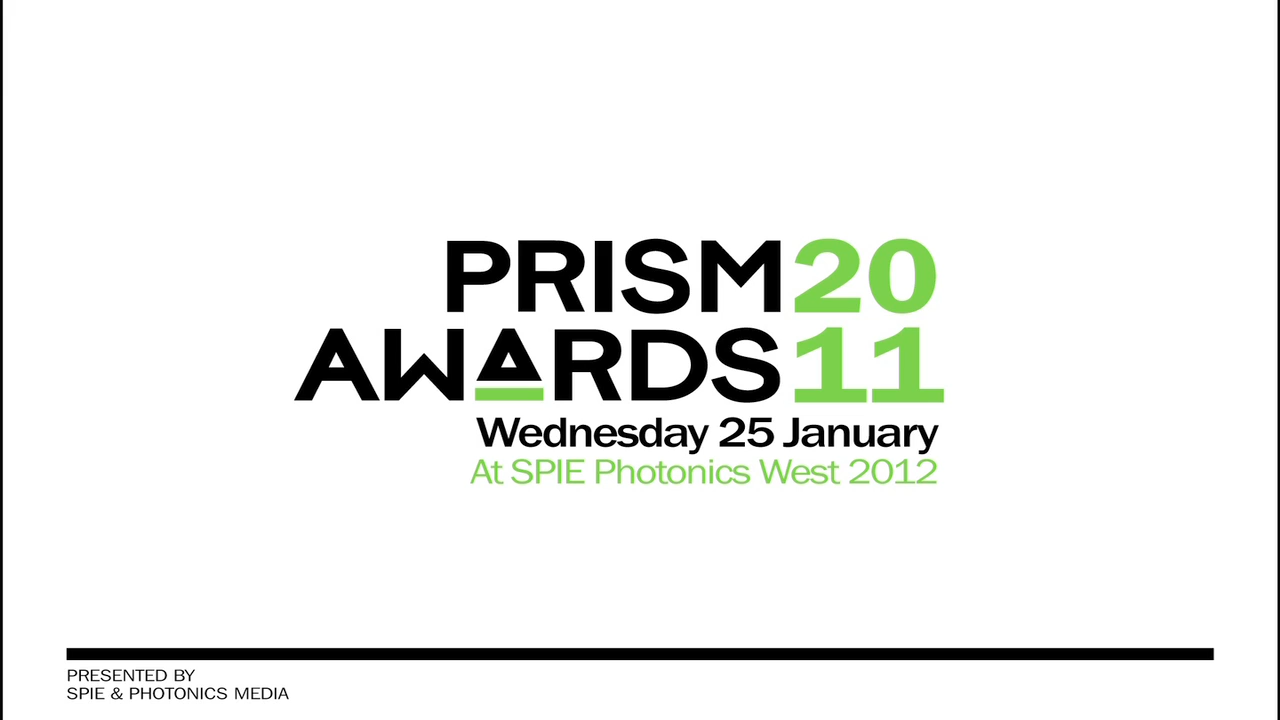 PRISM 20
AWARDS 11
Wednesday 25 January
At SPIE Photonics West 2012
PRESENTED BY
SPIE & PHOTONICS MEDIA